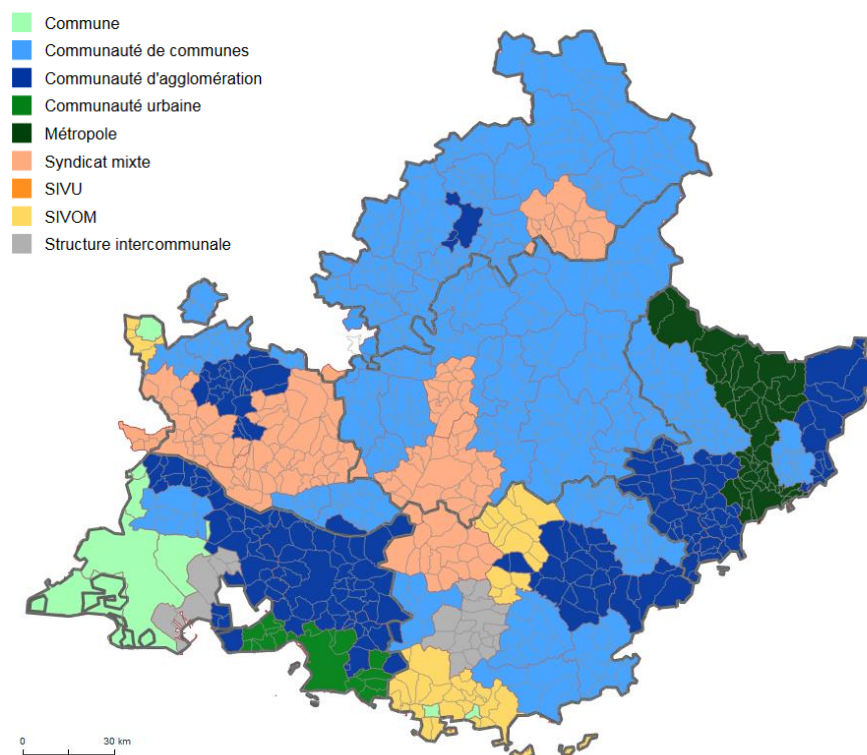 Commune
Communauté de communes
Communauté d'agglomération
Communauté urbaine
Métropole
Syndicat mixte
SIVU
SIVOM
Structure intercommunale
0 30 km